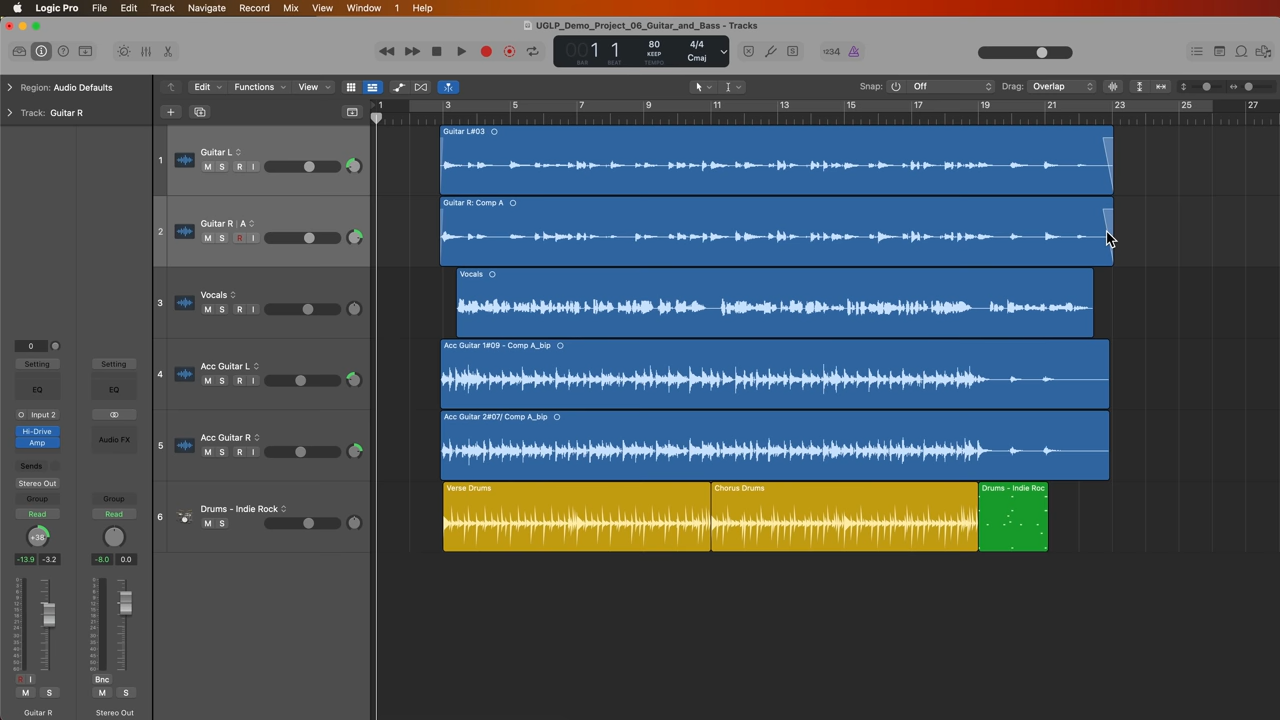 Logic Pro File Edit Track Navigate Record Mix View Window 1 Help
UGLP_Demo_Project_06_Guitar_and_Bass - Tracks
001 1 80 4/4
KEEP Cmaj
BAR BEAT TEMPO
1234
Region: Audio Defaults
Edit Functions View
Snap: Off
Drag: Overlap
Track: Guitar R
1 3 5 7 9 11 13 15 17 19 21 23 25 27
1 Guitar L
M S R I
Guitar L#03
2 Guitar R | A
M S R I
Guitar R: Comp A
3 Vocals
M S R I
Vocals
4 Acc Guitar L
M S R I
Acc Guitar 1#09 - Comp A_bip
5 Acc Guitar R
M S R I
Acc Guitar 2#07/ Comp A_bip
6 Drums - Indie Rock
M S
Verse Drums
Chorus Drums
Drums - Indie Roc
0
Setting Setting
EQ EQ
Input 2
Hi-Drive
Amp
Audio FX
Sends
Stereo Out
Group Group
Read Read
+38
-13.9 -3.2 -8.0 0.0
R I Bnc
M S M S
Guitar R Stereo Out